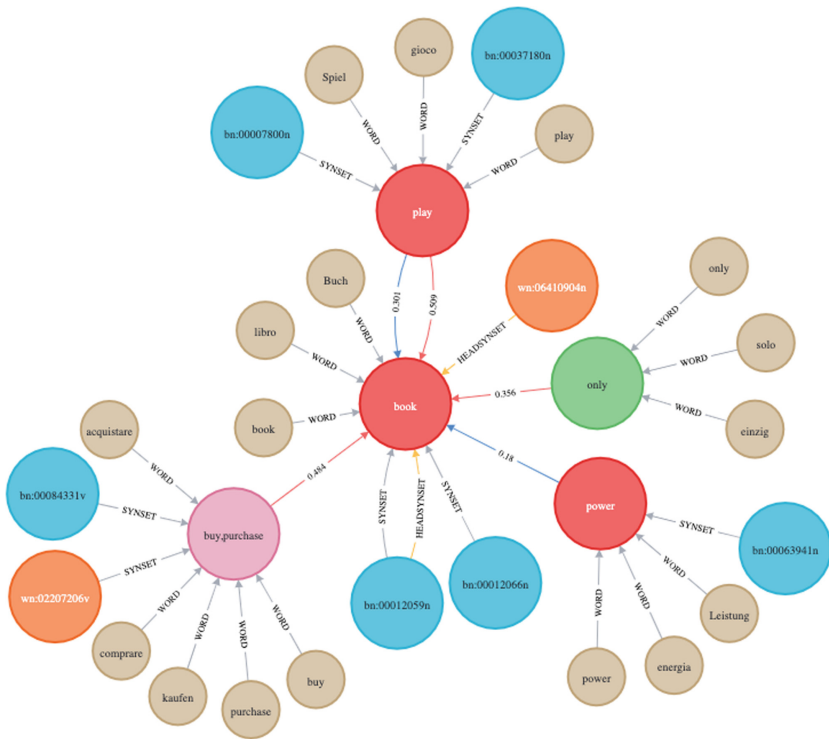 gioco
bn:00037180n
Spiel
bn:00007800n
play
WORD
WORD
SYNSET
SYNSET
WORD
play
Buch
wn:06410904n
only
libro
0.301
0.509
WORD
WORD
HEADSYNSET
WORD
solo
WORD
only
book
0.356
book
WORD
WORD
einzig
acquistare
WORD
0.484
0.18
bn:00084331v
SYNSET
SYNSET
HEADSYNSET
SYNSET
power
SYNSET
buy,purchase
bn:00063941n
wn:02207206v
SYNSET
bn:00012059n
bn:00012066n
WORD
WORD
WORD
WORD
WORD
WORD
WORD
Leistung
comprare
kaufen
purchase
buy
power
energia